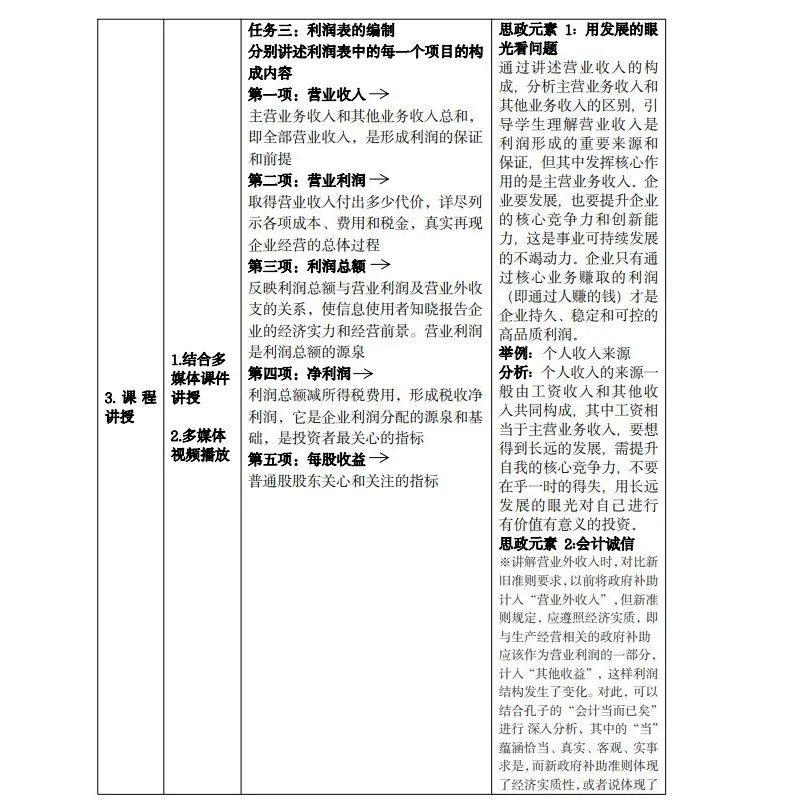 3. 课 程
讲授
1.结合多
媒体课件
讲授
2.多媒体
视频播放
任务三：利润表的编制
分别讲述利润表中的每一个项目的构
成内容
第一项：营业收入→
主营业务收入和其他业务收入总和，
即全部营业收入，是形成利润的保证
和前提
第二项：营业利润→
取得营业收入付出多少代价，详尽列
示各项成本、费用和税金，真实再现
企业经营的总体过程
第三项：利润总额→
反映利润总额与营业利润及营业外收
支的关系，使信息使用者知晓报告企
业的经济实力和经营前景。营业利润
是利润总额的源泉
第四项：净利润→
利润总额减所得税费用，形成税收净
利润，它是企业利润分配的源泉和基
础，是投资者最关心的指标
第五项：每股收益→
普通股股东关心和关注的指标
思政元素 1：用发展的眼
光看问题
通过讲述营业收入的构
成，分析主营业务收入和
其他业务收入的区别，引
导学生理解营业收入是
利润形成的重要来源和
保证，但其中发挥核心作
用的是主营业务收入。企
业要发展，也要提升企业
的核心竞争力和创新能
力，这是事业可持续发展
的不竭动力。企业只有通
过核心业务赚取的利润
（即通过人赚的钱）才是
企业持久、稳定和可控的
高品质利润。
举例：个人收入来源
分析：个人收入的来源一
般由工资收入和其他收
入共同构成，其中工资相
当于主营业务收入，要想
得到长远的发展，需提升
自我的核心竞争力，不要
在乎一时的得失，用长远
发展的眼光对自己进行
有价值有意义的投资。
思政元素 2:会计诚信
※讲解营业外收入时，对比新
旧准则要求，以前将政府补助
计入“营业外收入”，但新准
则规定，应遵照经济实质，即
与生产经营相关的政府补助
应该作为营业利润的一部分，
计入“其他收益”，这样利润
结构发生了变化。对此，可以
结合孔子的“会计当而已矣”
进行 深入分析，其中的“当”
蕴涵恰当、真实、客观、实事
求是，而新政府补助准则体现
了经济实质性，或者说体现了